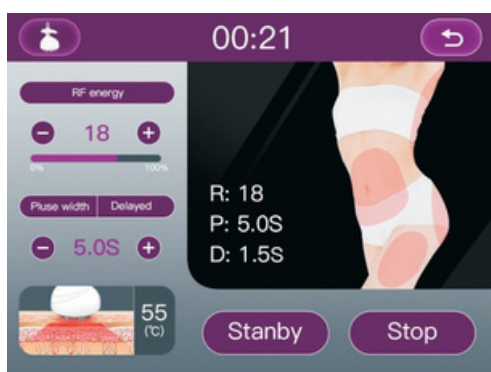 00:21
RF energy
18
0% 100%
Pluse width Delayed
5.0S
55
(℃)
R: 18
P: 5.0S
D: 1.5S
Stanby Stop